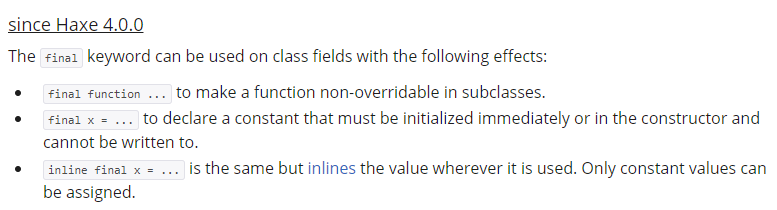 since Haxe 4.0.0
The final keyword can be used on class fields with the following effects:
• final function ... to make a function non-overridable in subclasses.
• final x = ... to declare a constant that must be initialized immediately or in the constructor and
cannot be written to.
• inline final x = ... is the same but inlines the value wherever it is used. Only constant values can
be assigned.